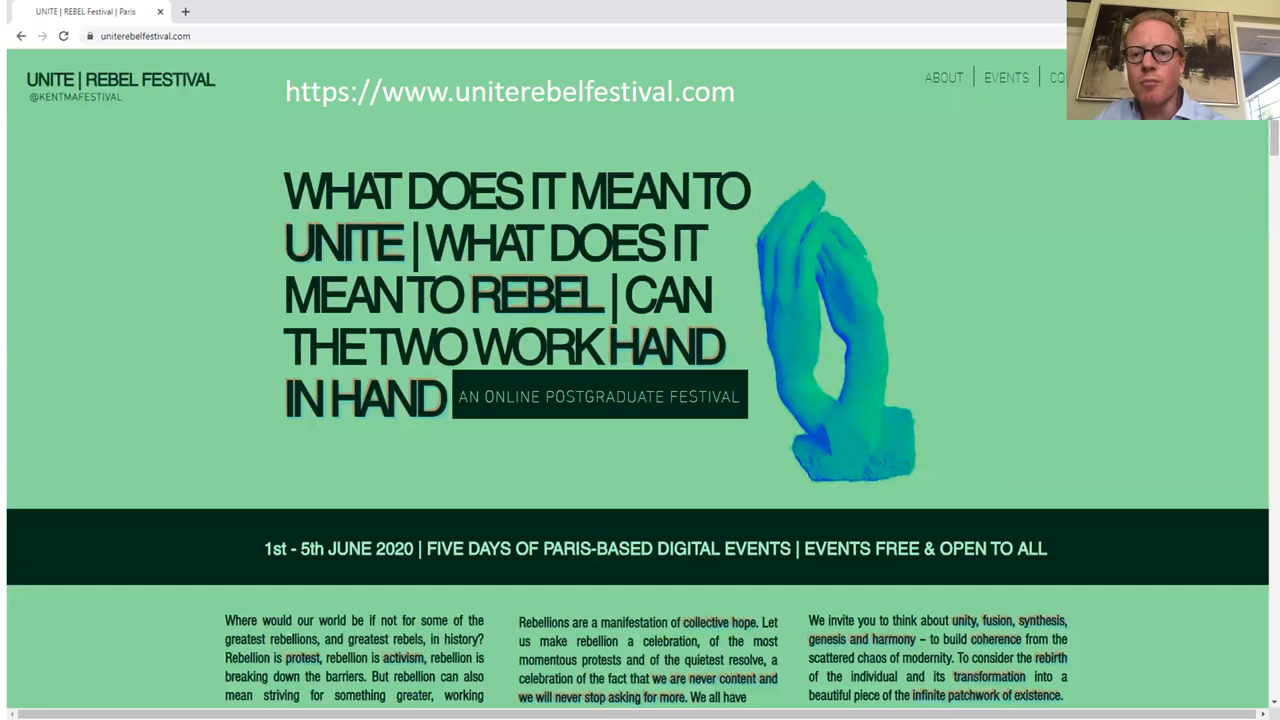 UNITE | REBEL Festival | Paris
uniterebelfestival.com
UNITE | REBEL FESTIVAL
@KENTMAFESTIVAL
https://www.uniterebelfestival.com
ABOUT | EVENTS |
WHAT DOES IT MEAN TO
UNITE | WHAT DOES IT
MEAN TO REBEL | CAN
THE TWO WORK HAND
IN HAND AN ONLINE POSTGRADUATE FESTIVAL
1st - 5th JUNE 2020 | FIVE DAYS OF PARIS-BASED DIGITAL EVENTS | EVENTS FREE & OPEN TO ALL
Where would our world be if not for some of the
greatest rebellions, and greatest rebels, in history?
Rebellion is protest, rebellion is activism, rebellion is
breaking down the barriers. But rebellion can also
mean striving for something greater, working
Rebellions are a manifestation of collective hope. Let
us make rebellion a celebration, of the most
momentous protests and of the quietest resolve, a
celebration of the fact that we are never content and
we will never stop asking for more. We all have
We invite you to think about unity, fusion, synthesis,
genesis and harmony – to build coherence from the
scattered chaos of modernity. To consider the rebirth
of the individual and its transformation into a
beautiful piece of the infinite patchwork of existence.